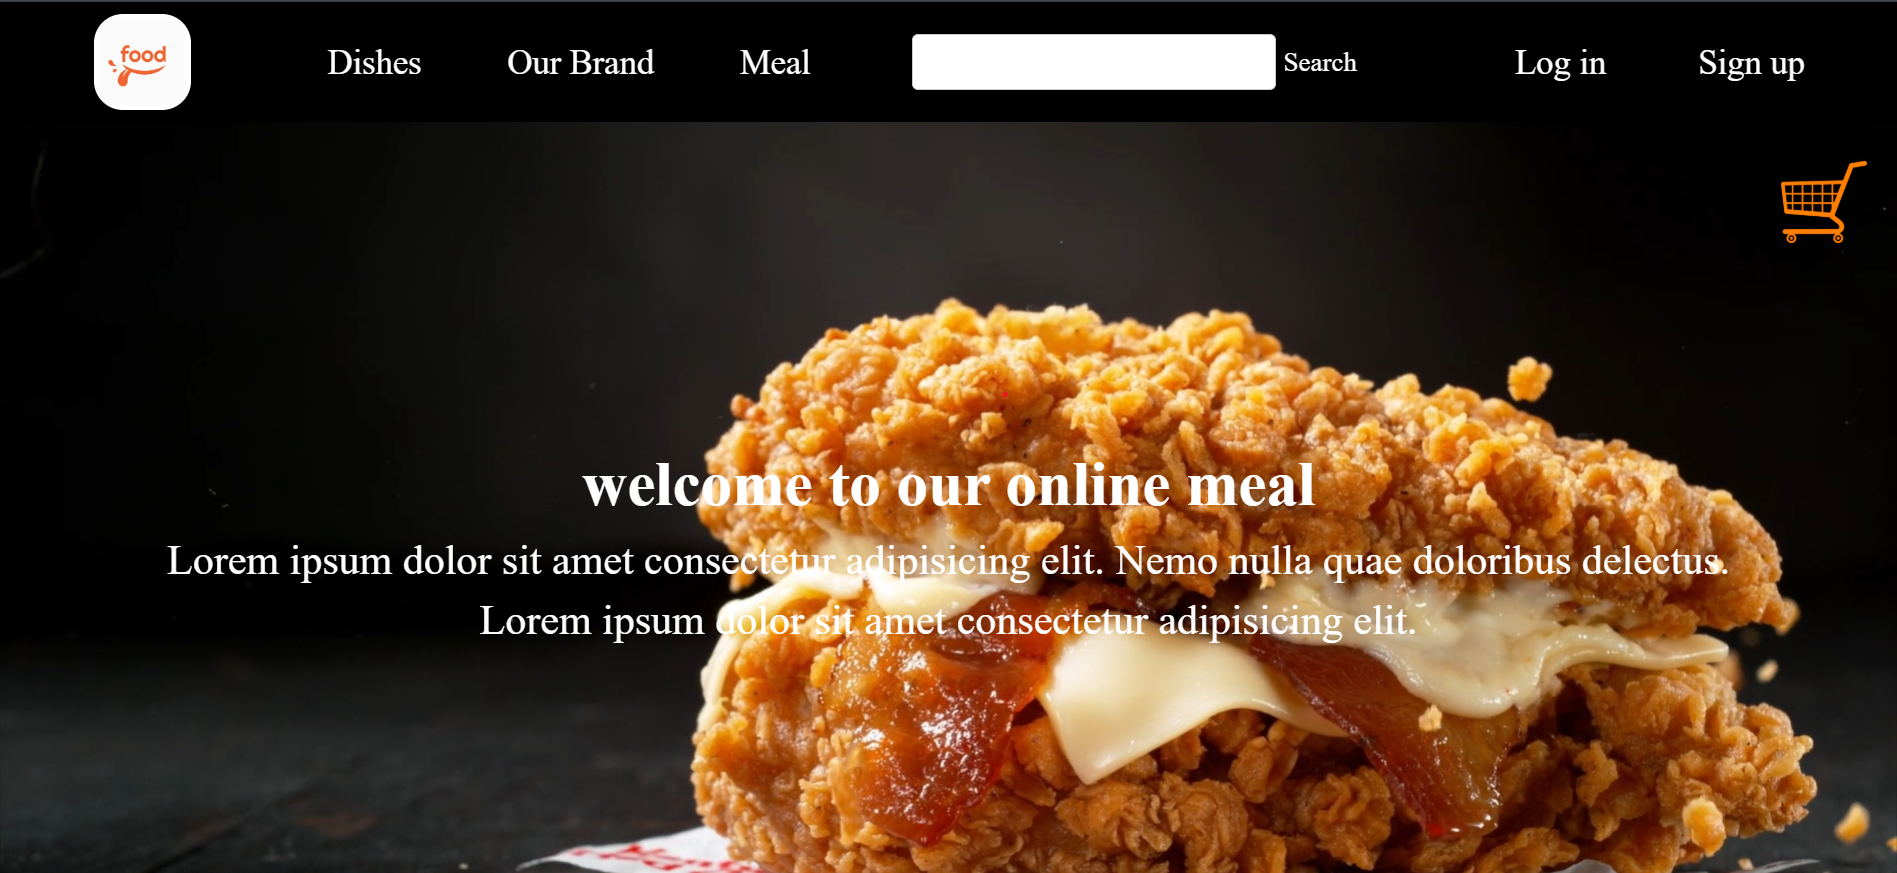 food
Dishes
Our Brand
Meal
Search
Log in
Sign up
welcome to our online meal
Lorem ipsum dolor sit amet consectetur adipisicing elit. Nemo nulla quae doloribus delectus.
Lorem ipsum dolor sit amet consectetur adipisicing elit.